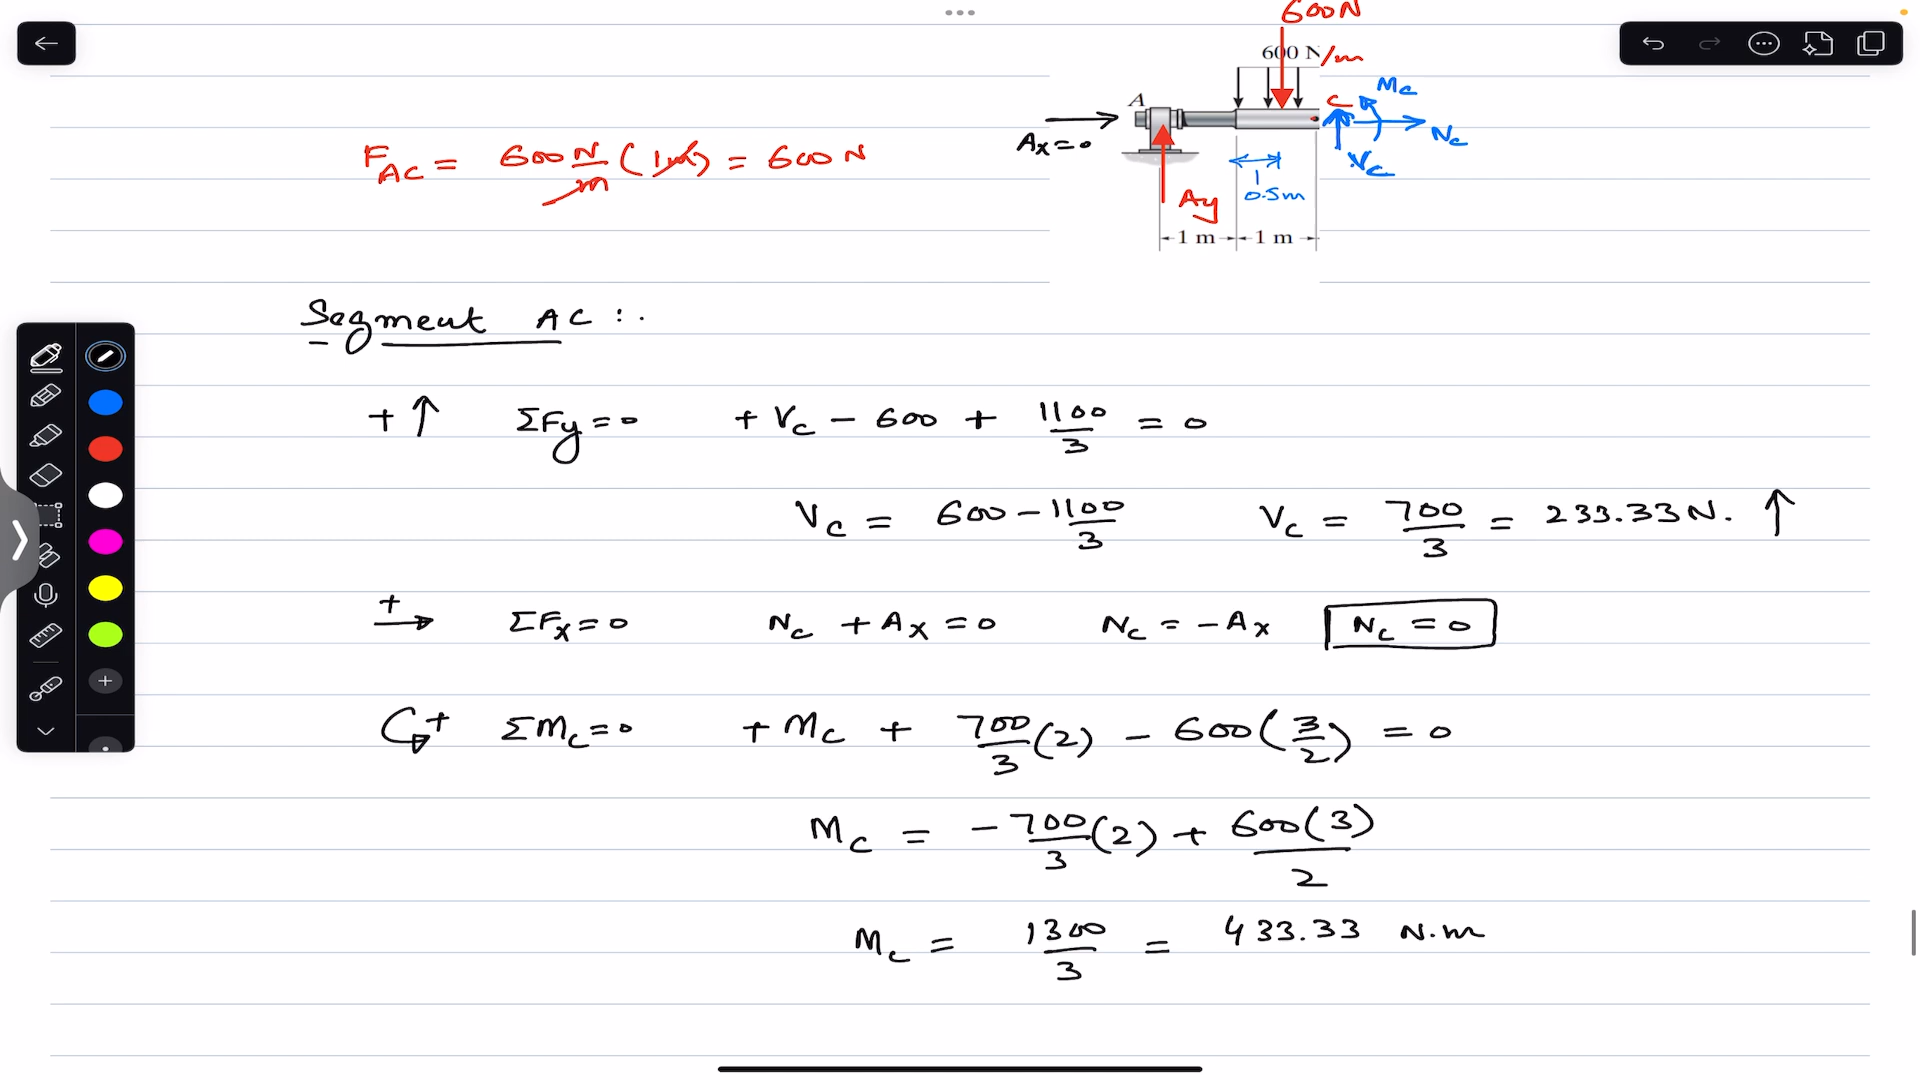 600N
600 N/m
A
C
Mc
Ax=0
Nc
Vc
F_AC = 600 N/m (1m) = 600 N
Ay
0.5m
1 m 1 m
Segment AC :.
+ ↑ ΣFy=0 + Vc - 600 + 1100/3 = 0
Vc = 600 - 1100/3 Vc = 700/3 = 233.33 N. ↑
+→ ΣFx=0 Nc + Ax = 0 Nc = -Ax Nc = 0
+ ΣMc=0 + Mc + 700/3 (2) - 600 (3/2) = 0
Mc = - 700/3 (2) + 600(3)/2
Mc = 1300/3 = 433.33 N.m